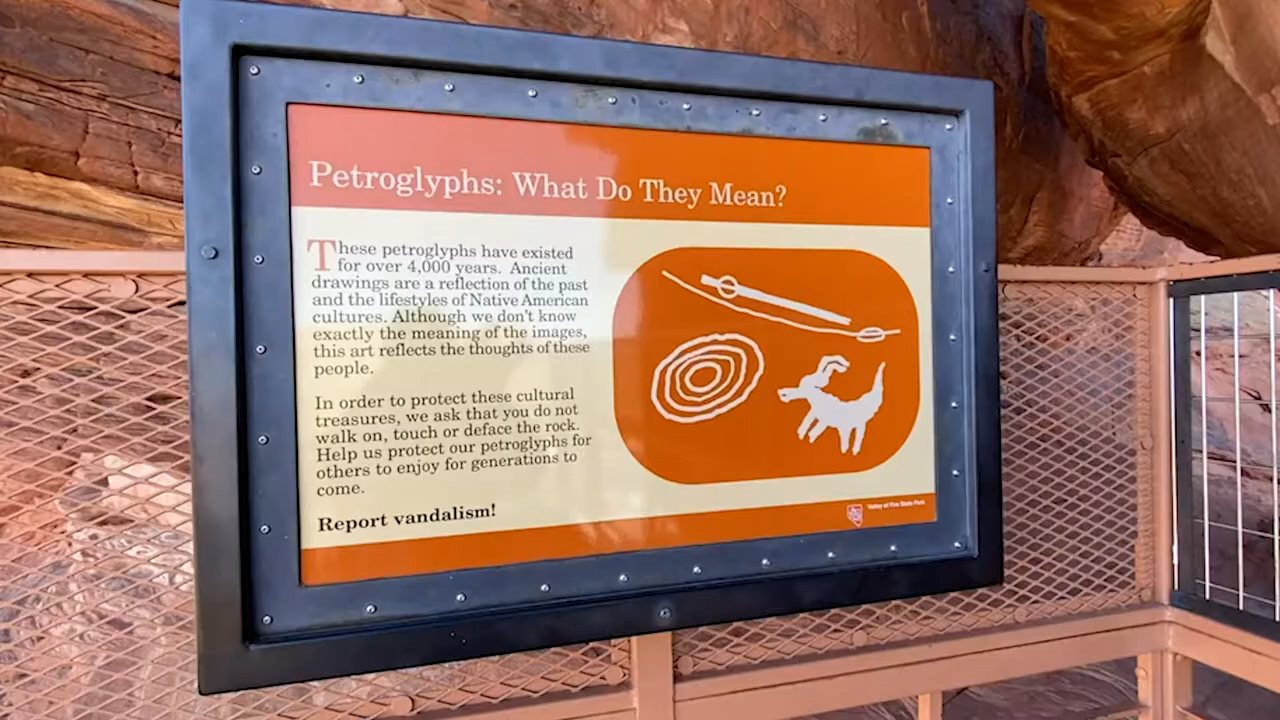 Petroglyphs: What Do They Mean?
These petroglyphs have existed
for over 4,000 years. Ancient
drawings are a reflection of the past
and the lifestyles of Native American
cultures. Although we don't know
exactly the meaning of the images,
this art reflects the thoughts of these
people.
In order to protect these cultural
treasures, we ask that you do not
walk on, touch or deface the rock.
Help us protect our petroglyphs for
others to enjoy for generations to
come.
Report vandalism!
Valley of Fire State Park